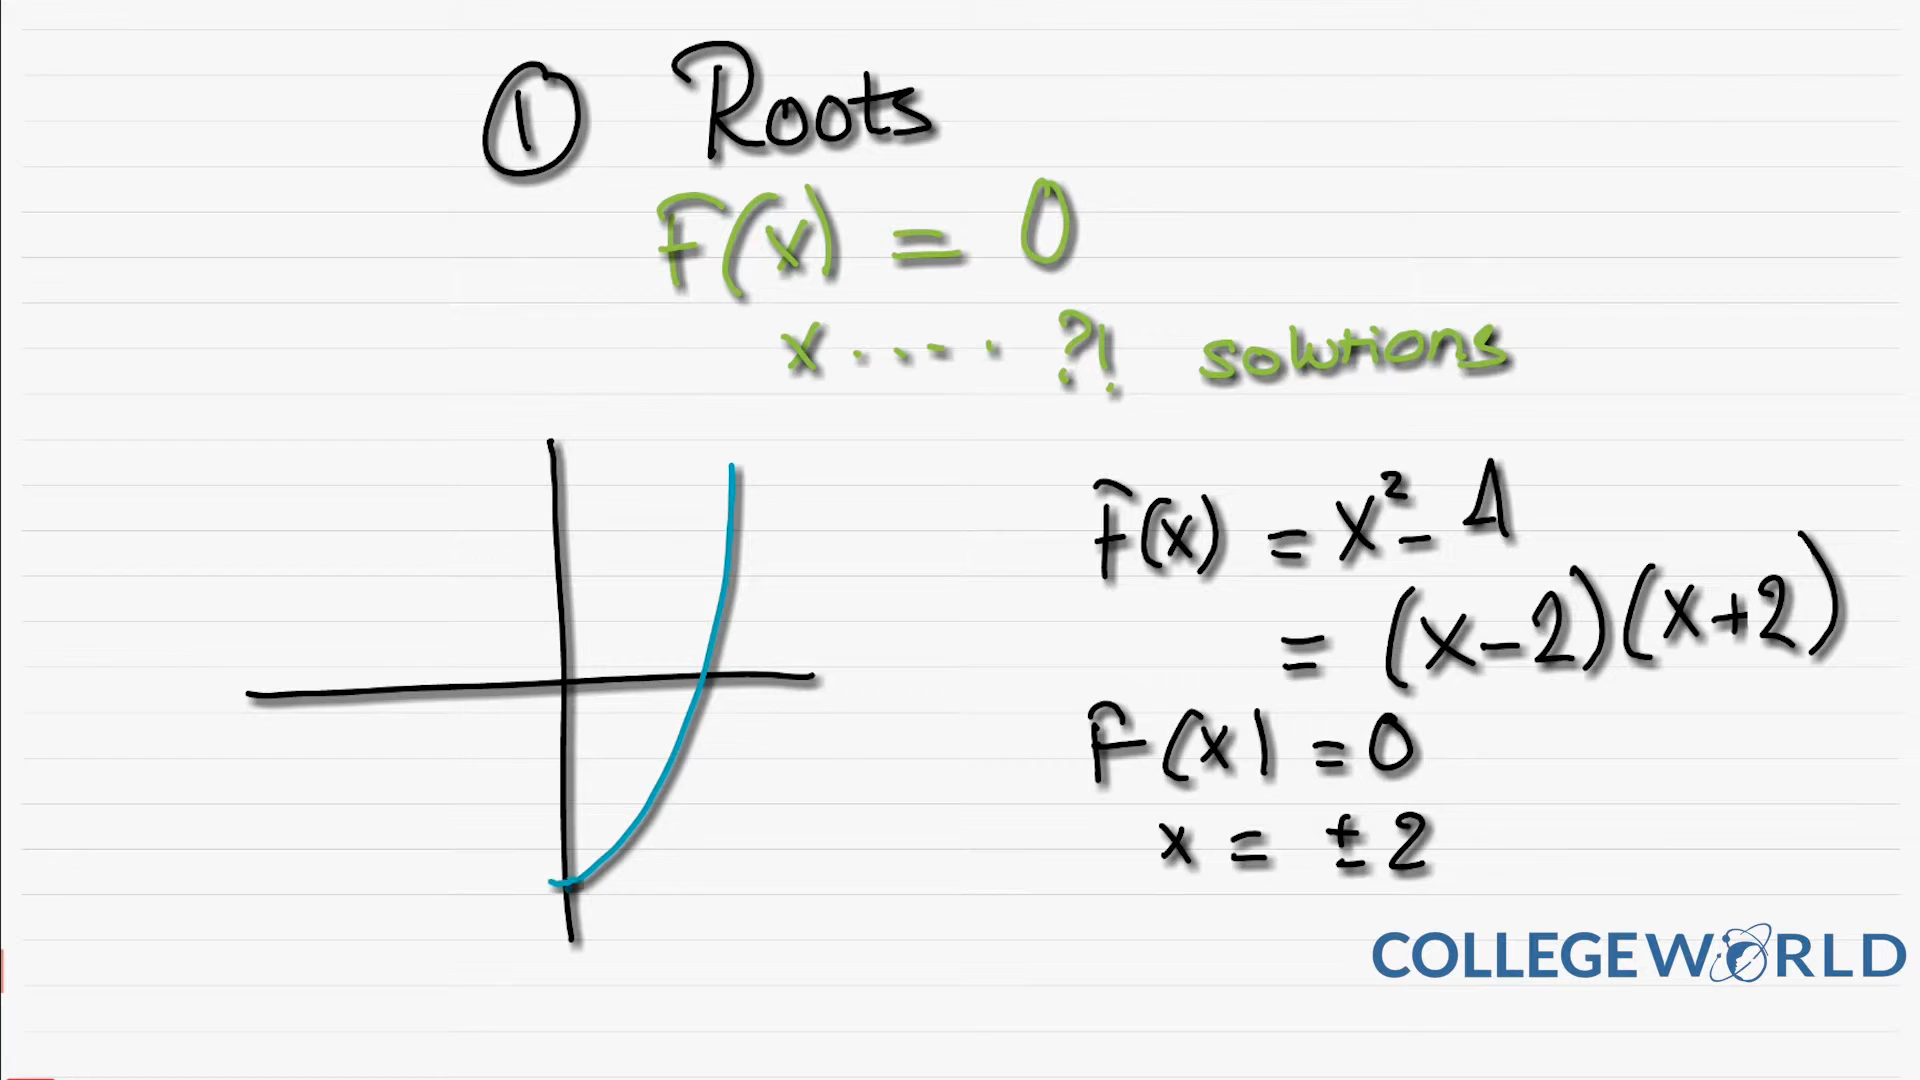 ① Roots
F(x) = 0
x ..... ?! solutions
F(x) = x² - 4
= (x-2)(x+2)
F(x) = 0
x = ± 2
COLLEGEWORLD